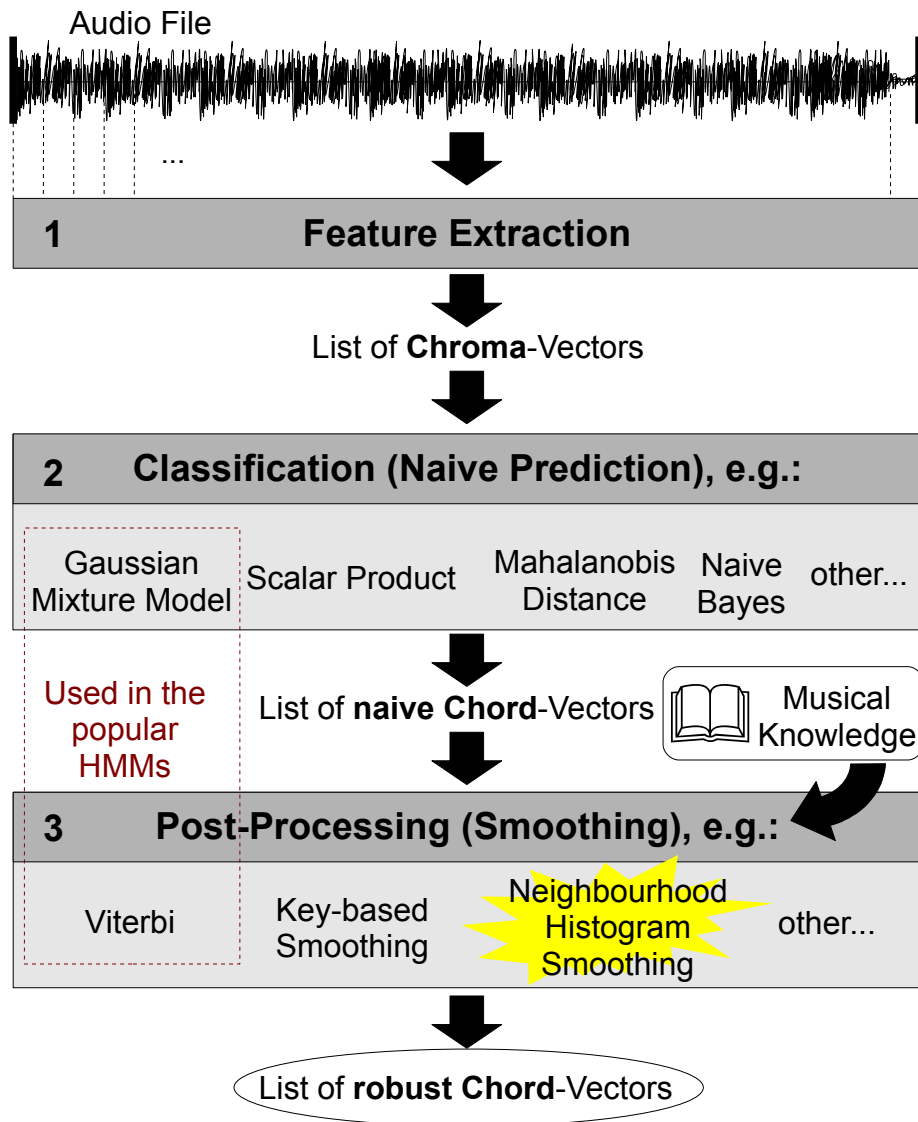 Audio File
...
1 Feature Extraction
List of Chroma-Vectors
2 Classification (Naive Prediction), e.g.:
Gaussian
Mixture Model
Scalar Product
Mahalanobis
Distance
Naive
Bayes
other...
Used in the
popular
HMMs
List of naive Chord-Vectors
Musical
Knowledge
3 Post-Processing (Smoothing), e.g.:
Viterbi
Key-based
Smoothing
Neighbourhood
Histogram
Smoothing
other...
List of robust Chord-Vectors